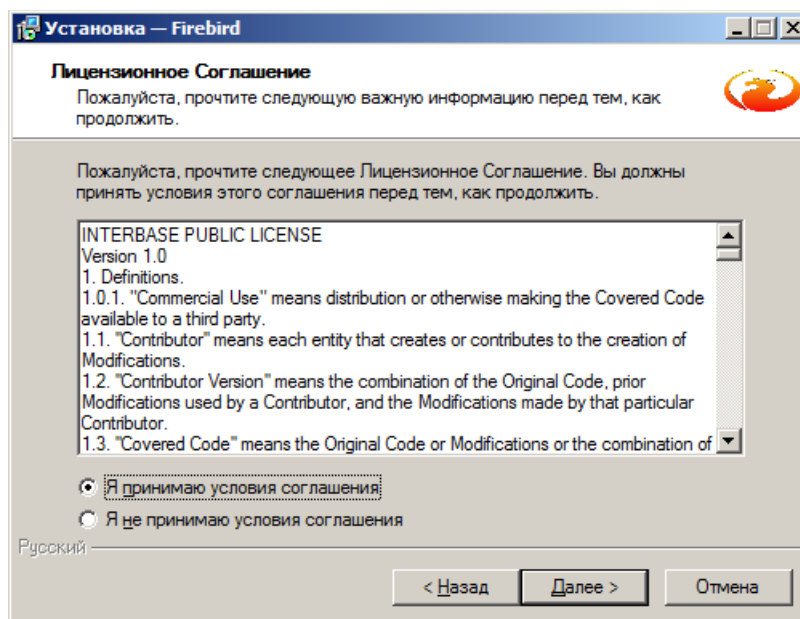 Установка — Firebird
Лицензионное Соглашение
Пожалуйста, прочтите следующую важную информацию перед тем, как
продолжить.
Пожалуйста, прочтите следующее Лицензионное Соглашение. Вы должны
принять условия этого соглашения перед тем, как продолжить.
INTERBASE PUBLIC LICENSE
Version 1.0
1. Definitions.
1.0.1. "Commercial Use" means distribution or otherwise making the Covered Code
available to a third party.
1.1. "Contributor" means each entity that creates or contributes to the creation of
Modifications.
1.2. "Contributor Version" means the combination of the Original Code, prior
Modifications used by a Contributor, and the Modifications made by that particular
Contributor.
1.3. "Covered Code" means the Original Code or Modifications or the combination of
Я принимаю условия соглашения
Я не принимаю условия соглашения
Русский
< Назад
Далее >
Отмена